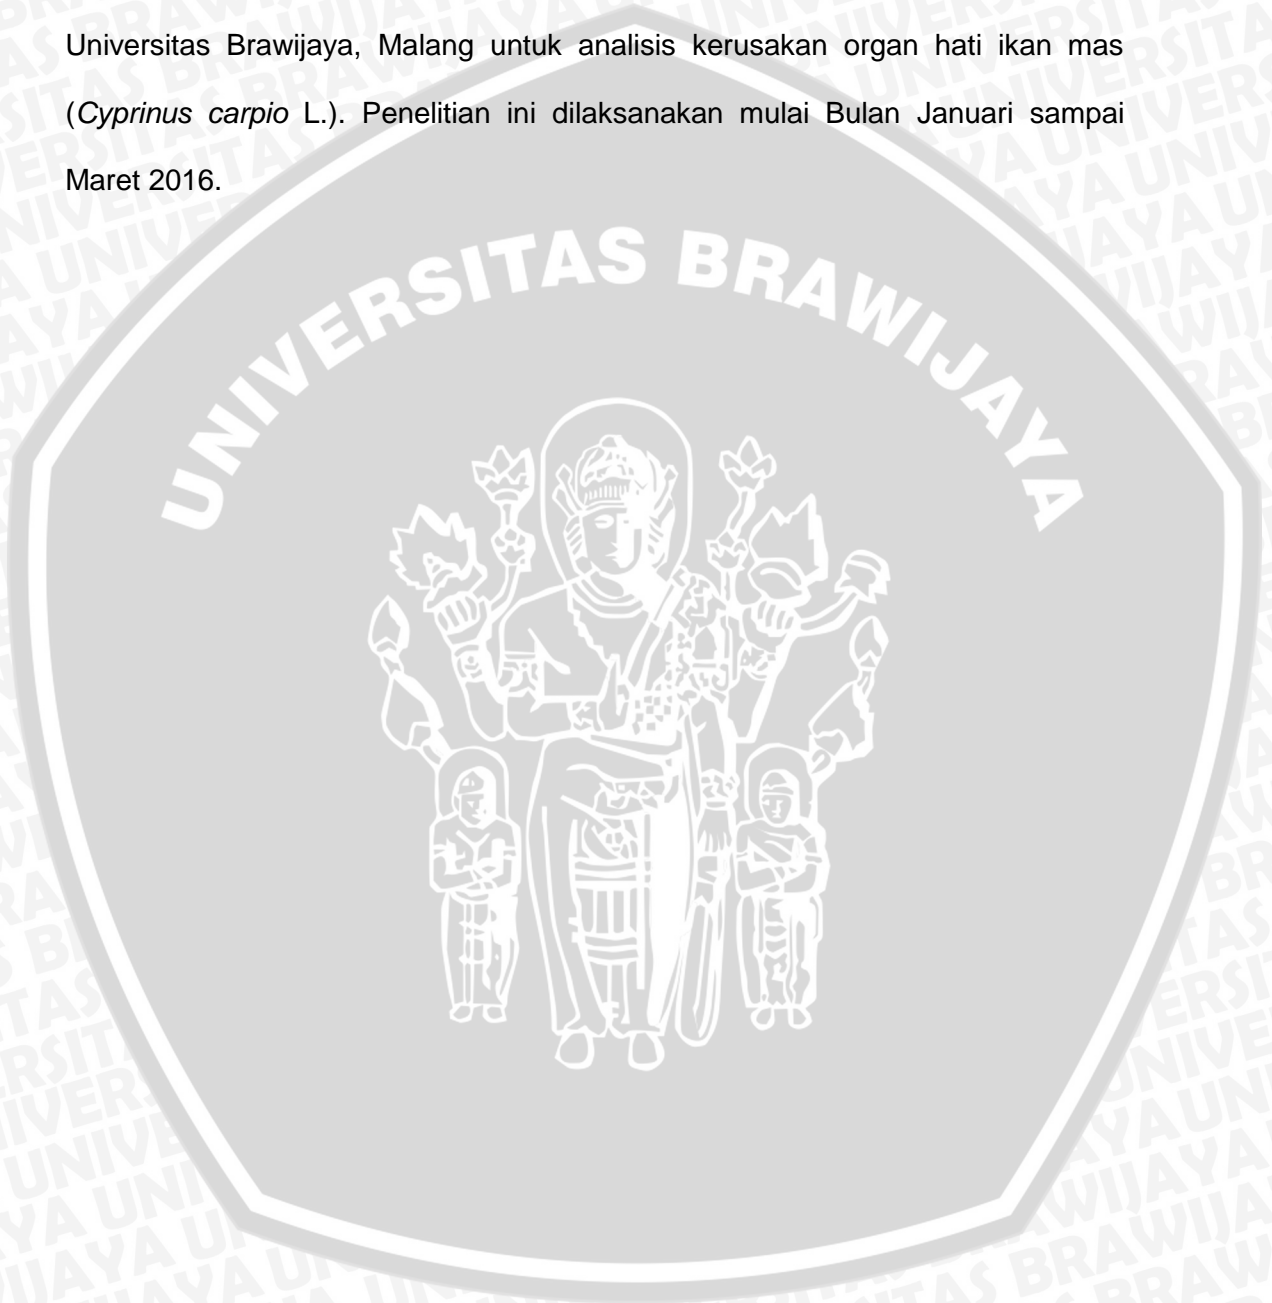 Universitas Brawijaya, Malang untuk analisis kerusakan organ hati ikan mas
(Cyprinus carpio L.). Penelitian ini dilaksanakan mulai Bulan Januari sampai
Maret 2016.
UNIVERSITAS BRAWIJAYA